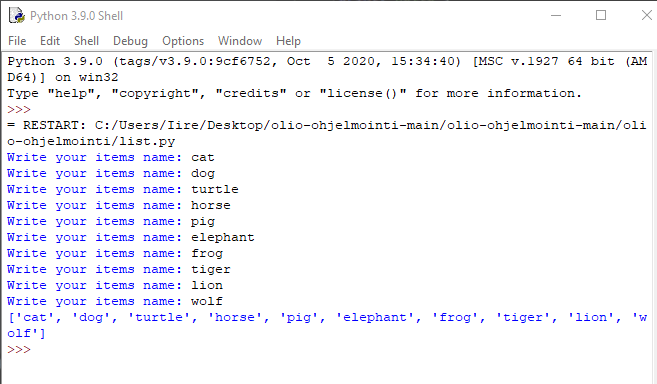 Python 3.9.0 Shell
File Edit Shell Debug Options Window Help
Python 3.9.0 (tags/v3.9.0:9cf6752, Oct  5 2020, 15:34:40) [MSC v.1927 64 bit (AM
D64)] on win32
Type "help", "copyright", "credits" or "license()" for more information.
>>>
= RESTART: C:/Users/Iire/Desktop/olio-ohjelmointi-main/olio-ohjelmointi-main/oli
o-ohjelmointi/list.py
Write your items name: cat
Write your items name: dog
Write your items name: turtle
Write your items name: horse
Write your items name: pig
Write your items name: elephant
Write your items name: frog
Write your items name: tiger
Write your items name: lion
Write your items name: wolf
['cat', 'dog', 'turtle', 'horse', 'pig', 'elephant', 'frog', 'tiger', 'lion', 'w
olf']
>>>